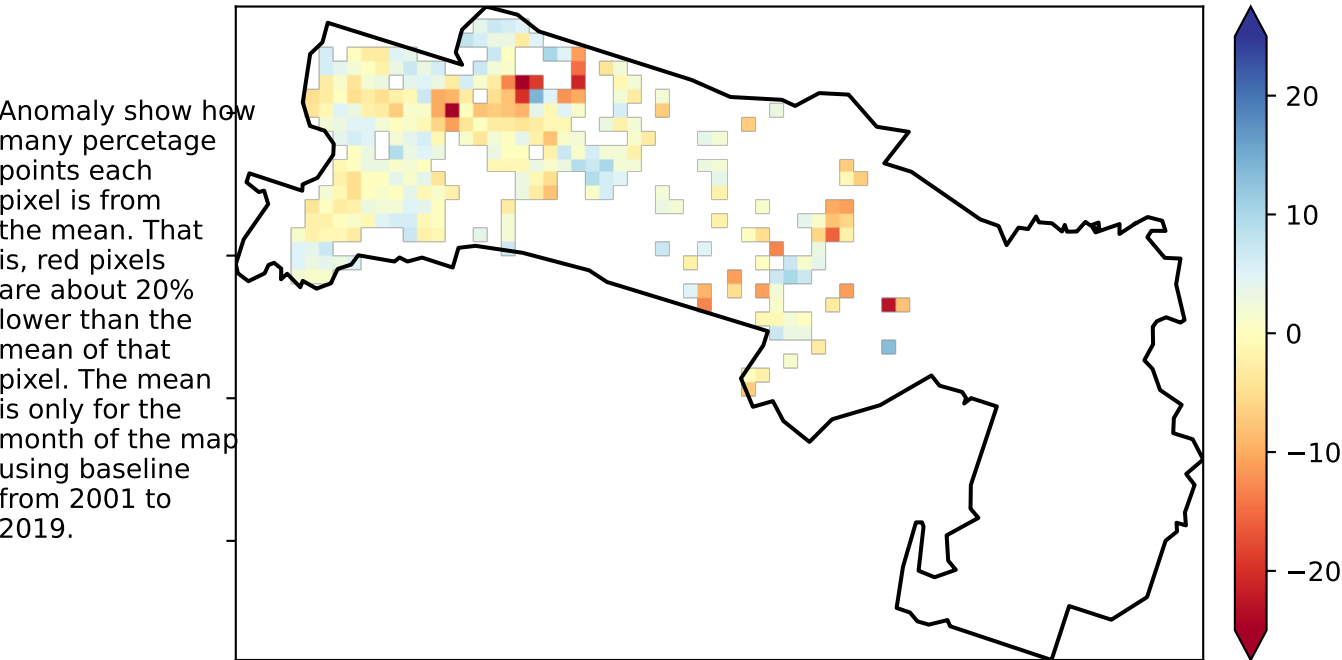 Anomaly show how
many percetage
points each
pixel is from
the mean. That
is, red pixels
are about 20%
lower than the
mean of that
pixel. The mean
is only for the
month of the map
using baseline
from 2001 to
2019.
20
10
0
−10
−20